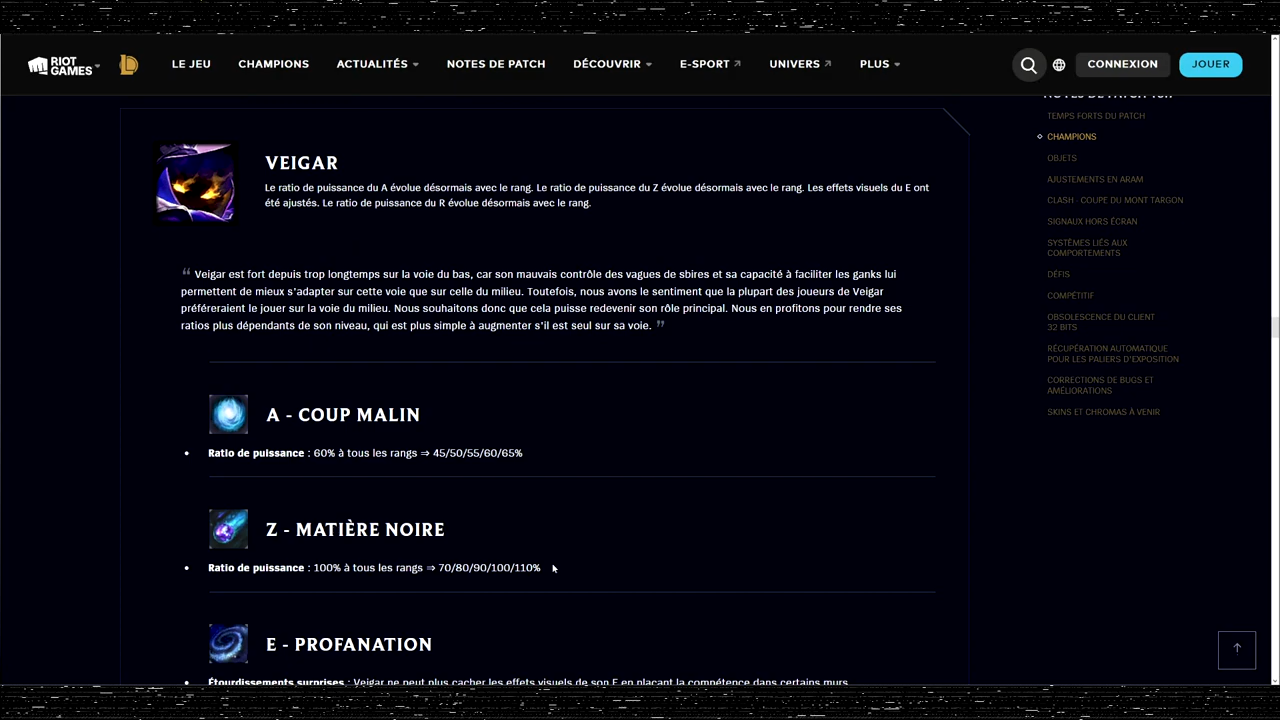 RIOT GAMES
LE JEU
CHAMPIONS
ACTUALITÉS
NOTES DE PATCH
DÉCOUVRIR
E-SPORT
UNIVERS
PLUS
CONNEXION
JOUER
VEIGAR
Le ratio de puissance du A évolue désormais avec le rang. Le ratio de puissance du Z évolue désormais avec le rang. Les effets visuels du E ont
été ajustés. Le ratio de puissance du R évolue désormais avec le rang.
“ Veigar est fort depuis trop longtemps sur la voie du bas, car son mauvais contrôle des vagues de sbires et sa capacité à faciliter les ganks lui
permettent de mieux s'adapter sur cette voie que sur celle du milieu. Toutefois, nous avons le sentiment que la plupart des joueurs de Veigar
préféreraient le jouer sur la voie du milieu. Nous souhaitons donc que cela puisse redevenir son rôle principal. Nous en profitons pour rendre ses
ratios plus dépendants de son niveau, qui est plus simple à augmenter s'il est seul sur sa voie. ”
A - COUP MALIN
• Ratio de puissance : 60% à tous les rangs ⇒ 45/50/55/60/65%
Z - MATIÈRE NOIRE
• Ratio de puissance : 100% à tous les rangs ⇒ 70/80/90/100/110%
E - PROFANATION
• Étourdissements surprises : Veigar ne peut plus cacher les effets visuels de son E en plaçant la compétence dans certains murs.
NOTES DE PATCH
TEMPS FORTS DU PATCH
CHAMPIONS
OBJETS
AJUSTEMENTS EN ARAM
CLASH - COUPE DU MONT TARGON
SIGNAUX HORS ÉCRAN
SYSTÈMES LIÉS AUX
COMPORTEMENTS
DÉFIS
COMPÉTITIF
OBSOLESCENCE DU CLIENT
32 BITS
RÉCUPÉRATION AUTOMATIQUE
POUR LES PALIERS D'EXPOSITION
CORRECTIONS DE BUGS ET
AMÉLIORATIONS
SKINS ET CHROMAS À VENIR